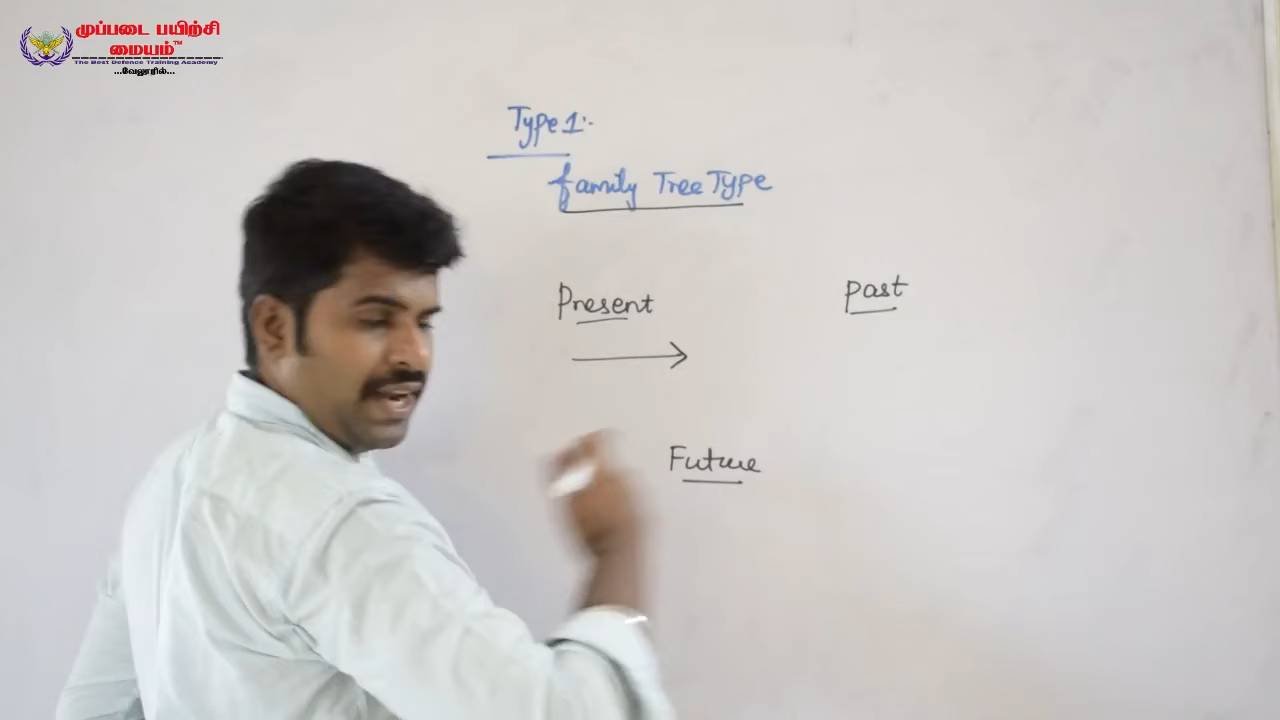 முப்படை பயிற்சி
மையம்™
The Best Defence Training Academy
...வேலூரில்...
Type 1:-
family Tree Type
Present
past
Future